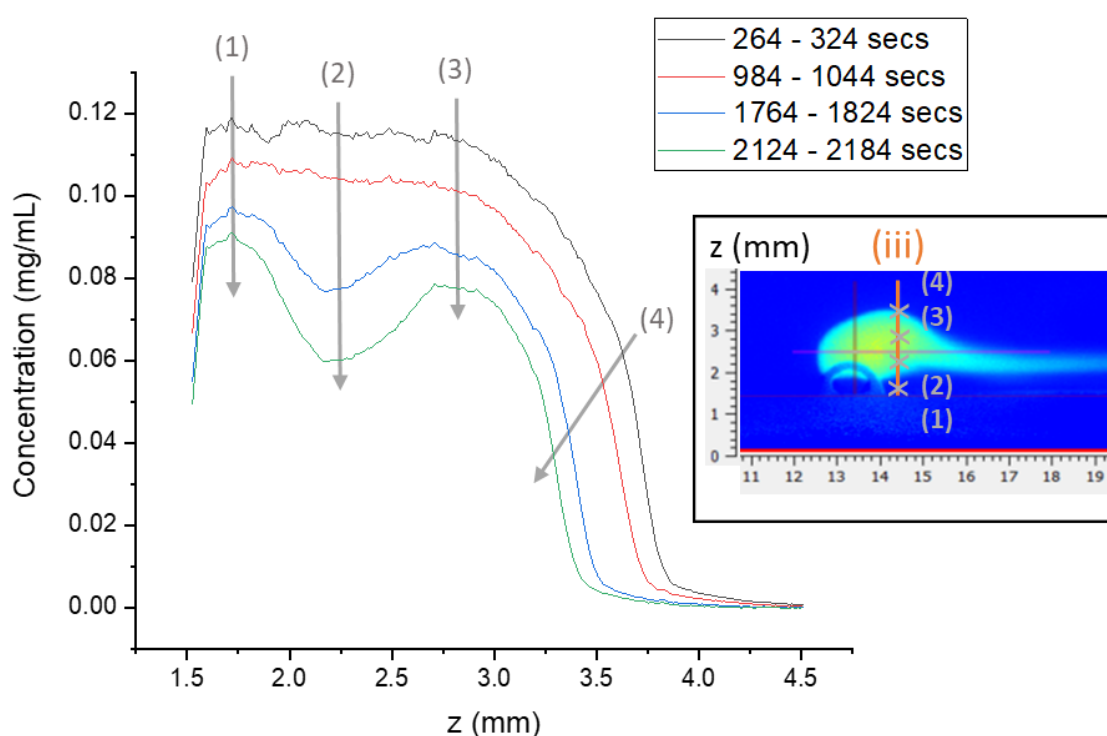 264 - 324 secs
984 - 1044 secs
1764 - 1824 secs
2124 - 2184 secs
(1)
(2)
(3)
(4)
0.12
0.10
0.08
0.06
0.04
0.02
0.00
Concentration (mg/mL)
1.5 2.0 2.5 3.0 3.5 4.0 4.5
z (mm)
z (mm) (iii)
(4)
(3)
(2)
(1)
4
3
2
1
0
11 12 13 14 15 16 17 18 19